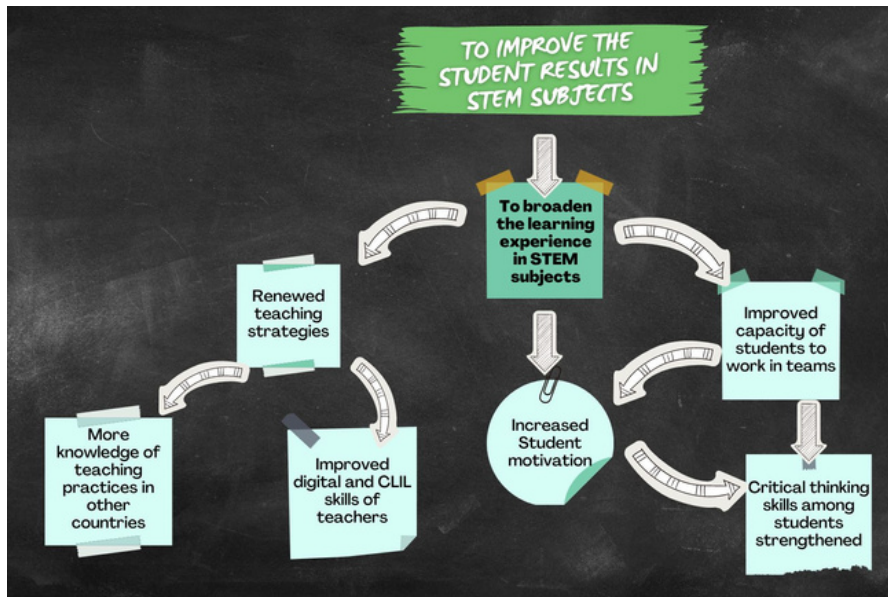 TO IMPROVE THE
STUDENT RESULTS IN
STEM SUBJECTS
To broaden
the learning
experience
in STEM
subjects
Renewed
teaching
strategies
Improved
capacity of
students to
work in teams
More
knowledge of
teaching
practices in
other
countries
Improved
digital and CLIL
skills of
teachers
Increased
Student
motivation
Critical thinking
skills among
students
strengthened